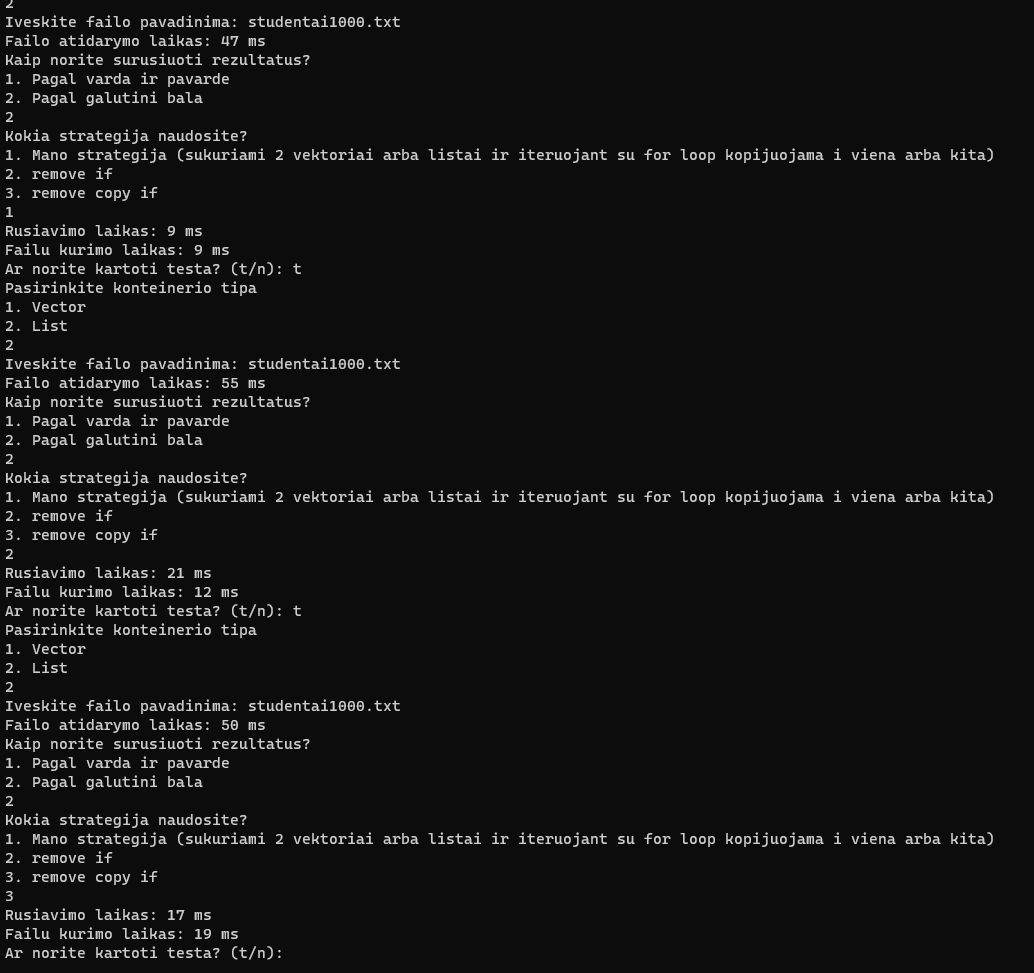 2
Iveskite failo pavadinima: studentai1000.txt
Failo atidarymo laikas: 47 ms
Kaip norite surusiuoti rezultatus?
1. Pagal varda ir pavarde
2. Pagal galutini bala
2
Kokia strategija naudosite?
1. Mano strategija (sukuriami 2 vektoriai arba listai ir iteruojant su for loop kopijuojama i viena arba kita)
2. remove if
3. remove copy if
1
Rusiavimo laikas: 9 ms
Failu kurimo laikas: 9 ms
Ar norite kartoti testa? (t/n): t
Pasirinkite konteinerio tipa
1. Vector
2. List
2
Iveskite failo pavadinima: studentai1000.txt
Failo atidarymo laikas: 55 ms
Kaip norite surusiuoti rezultatus?
1. Pagal varda ir pavarde
2. Pagal galutini bala
2
Kokia strategija naudosite?
1. Mano strategija (sukuriami 2 vektoriai arba listai ir iteruojant su for loop kopijuojama i viena arba kita)
2. remove if
3. remove copy if
2
Rusiavimo laikas: 21 ms
Failu kurimo laikas: 12 ms
Ar norite kartoti testa? (t/n): t
Pasirinkite konteinerio tipa
1. Vector
2. List
2
Iveskite failo pavadinima: studentai1000.txt
Failo atidarymo laikas: 50 ms
Kaip norite surusiuoti rezultatus?
1. Pagal varda ir pavarde
2. Pagal galutini bala
2
Kokia strategija naudosite?
1. Mano strategija (sukuriami 2 vektoriai arba listai ir iteruojant su for loop kopijuojama i viena arba kita)
2. remove if
3. remove copy if
3
Rusiavimo laikas: 17 ms
Failu kurimo laikas: 19 ms
Ar norite kartoti testa? (t/n):